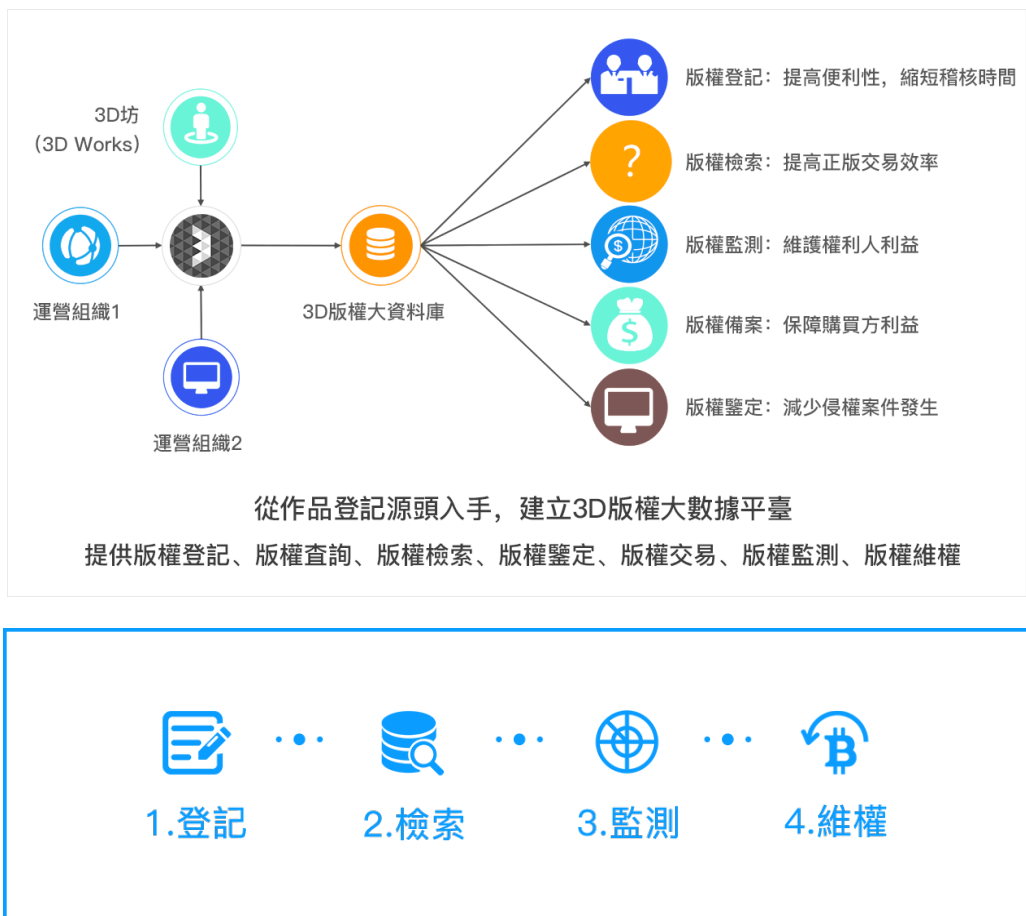 3D坊
（3D Works）
運營組織1
運營組織2
3D版權大資料庫
版權登記：提高便利性，縮短稽核時間
?
版權檢索：提高正版交易效率
$
版權監測：維護權利人利益
$
版權備案：保障購買方利益
版權鑒定：減少侵權案件發生
從作品登記源頭入手，建立3D版權大數據平臺
提供版權登記、版權查詢、版權檢索、版權鑒定、版權交易、版權監測、版權維權
1.登記
2.檢索
3.監測
4.維權